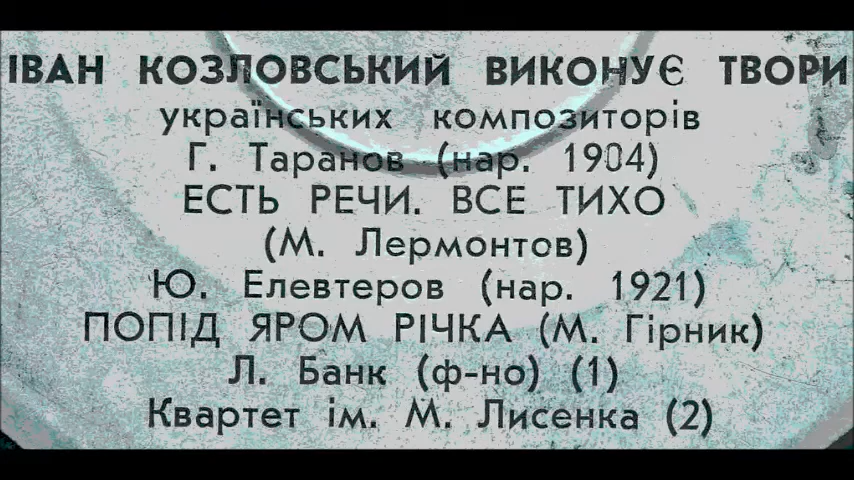 ІВАН КОЗЛОВСЬКИЙ ВИКОНУЄ ТВОРИ
українських композиторів
Г. Таранов (нар. 1904)
ЕСТЬ РЕЧИ. ВСЕ ТИХО
(М. Лермонтов)
Ю. Елевтеров (нар. 1921)
ПОПІД ЯРОМ РІЧКА (М. Гірник)
Л. Банк (ф-но) (1)
Квартет ім. М. Лисенка (2)